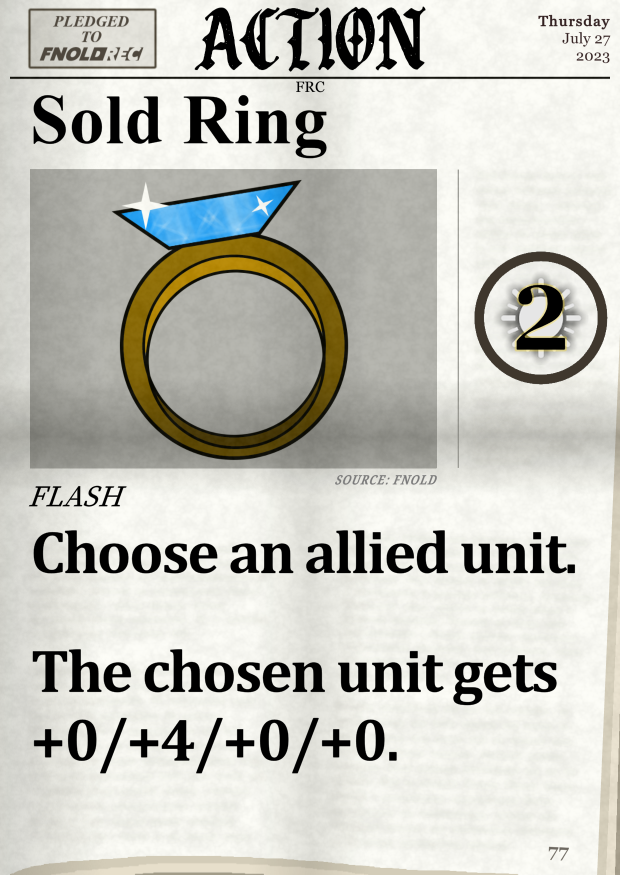 PLEDGED
TO
FNOLDREC
ACTION
Thursday
July 27
2023
FRC
Sold Ring
2
SOURCE: FNOLD
FLASH
Choose an allied unit.
The chosen unit gets
+0/+4/+0/+0.
77